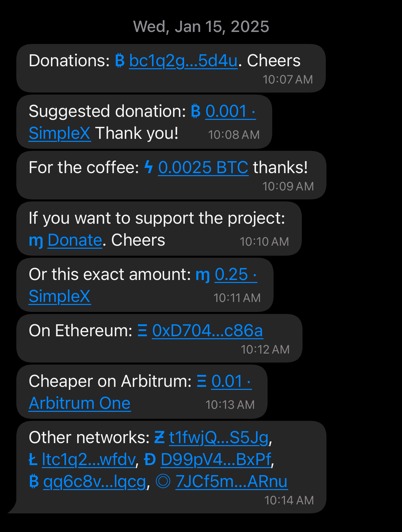 Wed, Jan 15, 2025
Donations: ₿ bc1q2g...5d4u. Cheers
10:07 AM
Suggested donation: ₿ 0.001 ·
SimpleX Thank you! 10:08 AM
For the coffee: ϟ 0.0025 BTC thanks!
10:09 AM
If you want to support the project:
ɱ Donate. Cheers 10:10 AM
Or this exact amount: ɱ 0.25 ·
SimpleX 10:11 AM
On Ethereum: Ξ 0xD704...c86a
10:12 AM
Cheaper on Arbitrum: Ξ 0.01 ·
Arbitrum One 10:13 AM
Other networks: Ƶ t1fwjQ...S5Jg,
Ł ltc1q2...wfdv, Ð D99pV4...BxPf,
₿ qq6c8v...lqcg, ◎ 7JCf5m...ARnu
10:14 AM